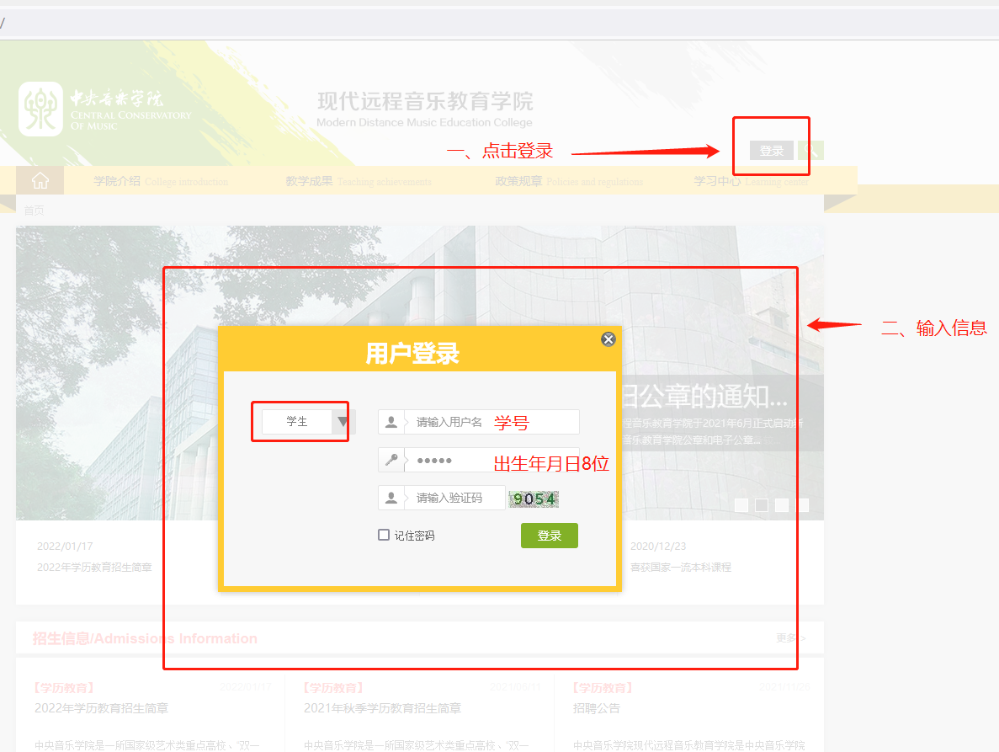 /
中央音乐学院
CENTRAL CONSERVATORY
OF MUSIC
现代远程音乐教育学院
Modern Distance Music Education College
一、点击登录
登录
学院介绍 College introduction
教学成果 Teaching achievements
政策规章 Policies and regulations
学习中心 Learning center
首页
二、输入信息
用户登录
旧公章的通知...
程音乐教育学院于2021年6月正式启动新
音乐教育学院公章和电子公章...
学生
请输入用户名 学号
出生年月日8位
请输入验证码
9054
记住密码
登录
2022/01/17
2022年学历教育招生简章
2020/12/23
喜获国家一流本科课程
招生信息/Admissions Information
更多>
【学历教育】 2022/01/17
2022年学历教育招生简章
中央音乐学院是一所国家级艺术类重点高校、“双一
【学历教育】 2021/06/11
2021年秋季学历教育招生简章
中央音乐学院是一所国家级艺术类重点高校、“双一
【学历教育】 2021/11/29
招聘公告
中央音乐学院现代远程音乐教育学院是中央音乐学院